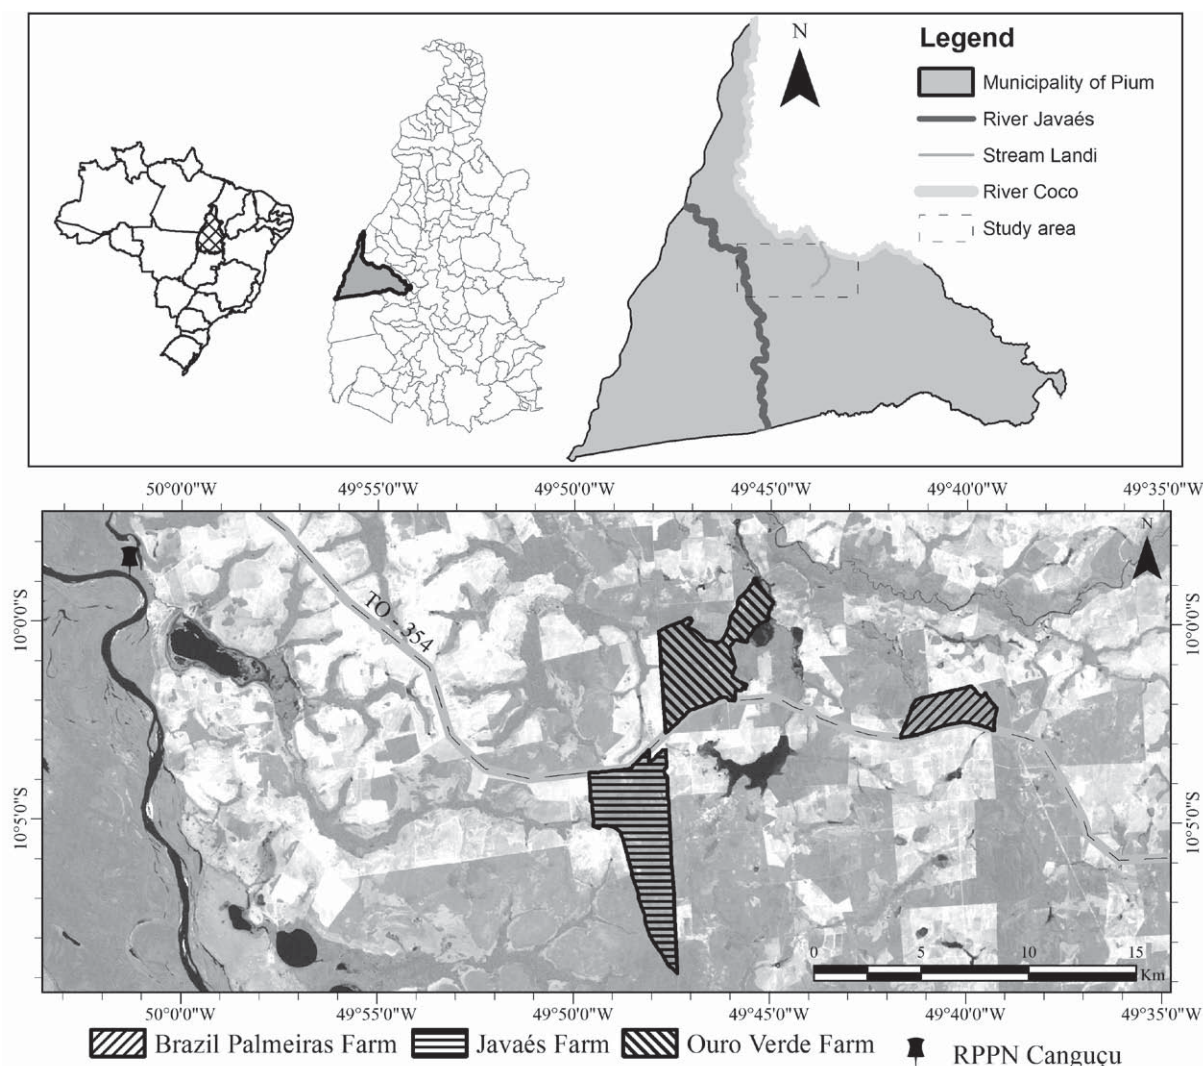 N
Legend
Municipality of Pium
River Javaés
Stream Landi
River Coco
Study area
50°0'0"W 49°55'0"W 49°50'0"W 49°45'0"W 49°40'0"W 49°35'0"W
N
TO - 354
10°0'0"S 10°0'0"S
10°5'0"S 10°5'0"S
0 5 10 15
Km
50°0'0"W 49°55'0"W 49°50'0"W 49°45'0"W 49°40'0"W 49°35'0"W
Brazil Palmeiras Farm Javaés Farm Ouro Verde Farm RPPN Canguçu